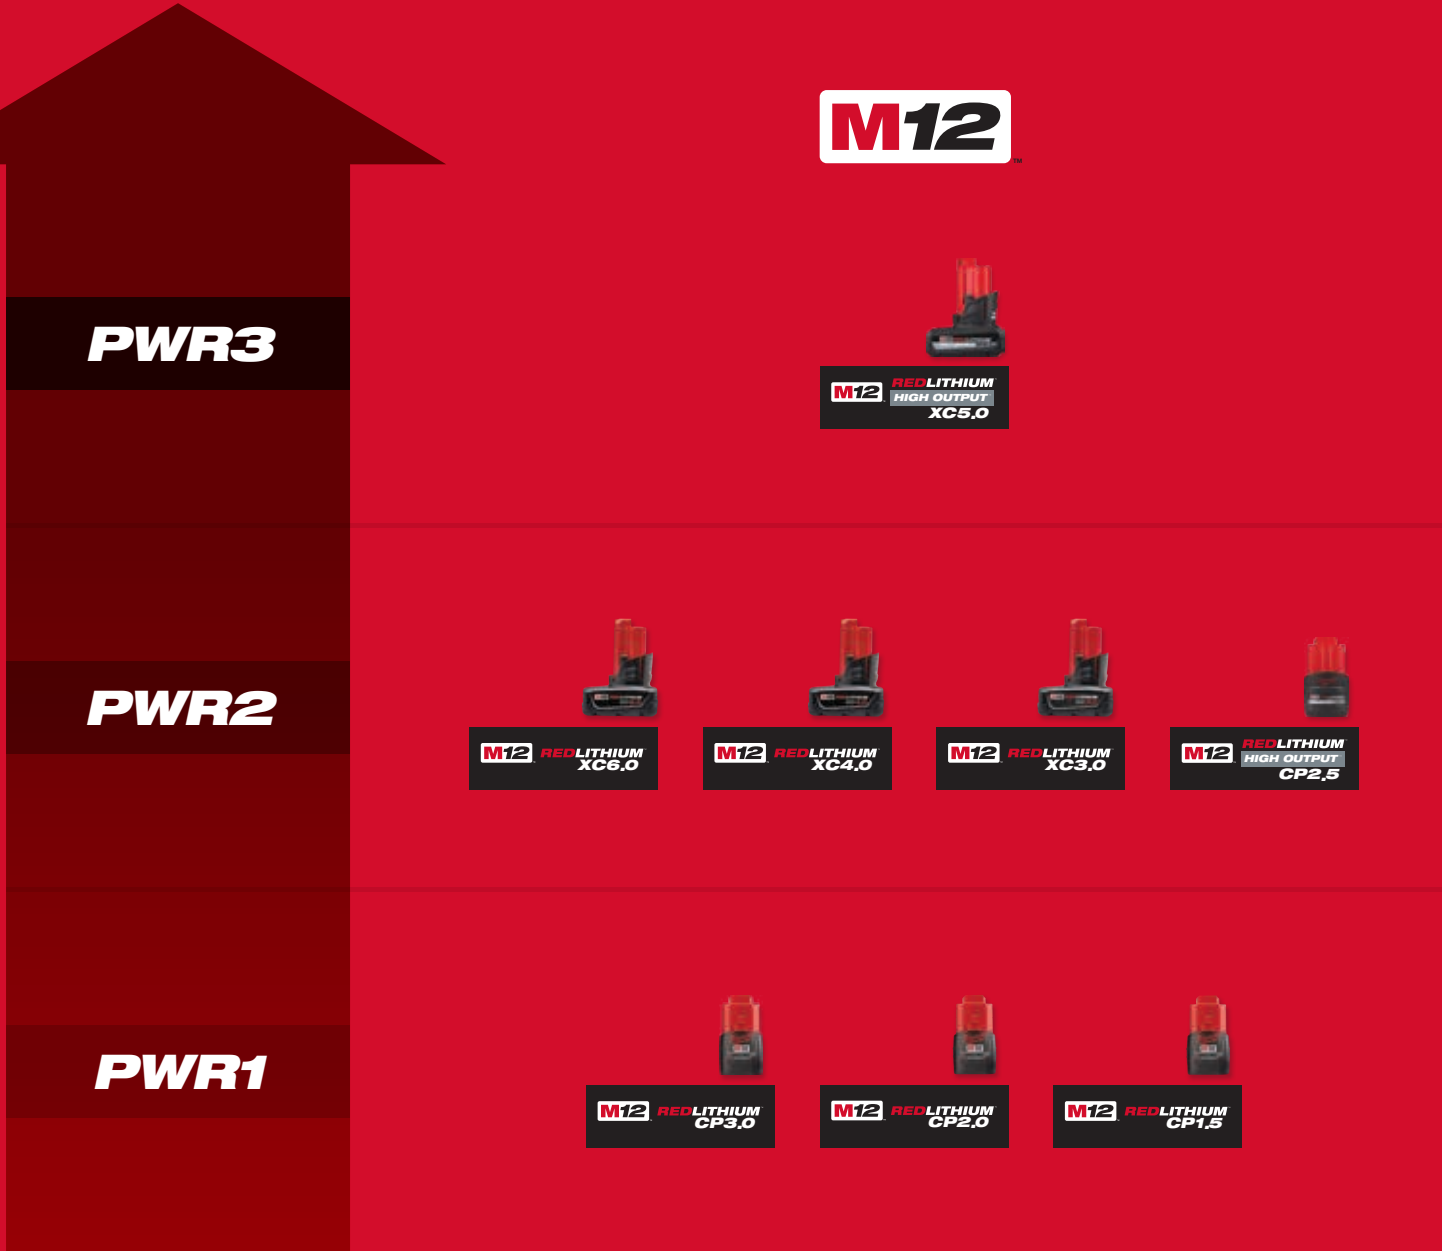 M12™
PWR3
M12 REDLITHIUM
HIGH OUTPUT
XC5.0
PWR2
M12 REDLITHIUM
XC6.0
M12 REDLITHIUM
XC4.0
M12 REDLITHIUM
XC3.0
M12 REDLITHIUM
HIGH OUTPUT
CP2.5
PWR1
M12 REDLITHIUM
CP3.0
M12 REDLITHIUM
CP2.0
M12 REDLITHIUM
CP1.5